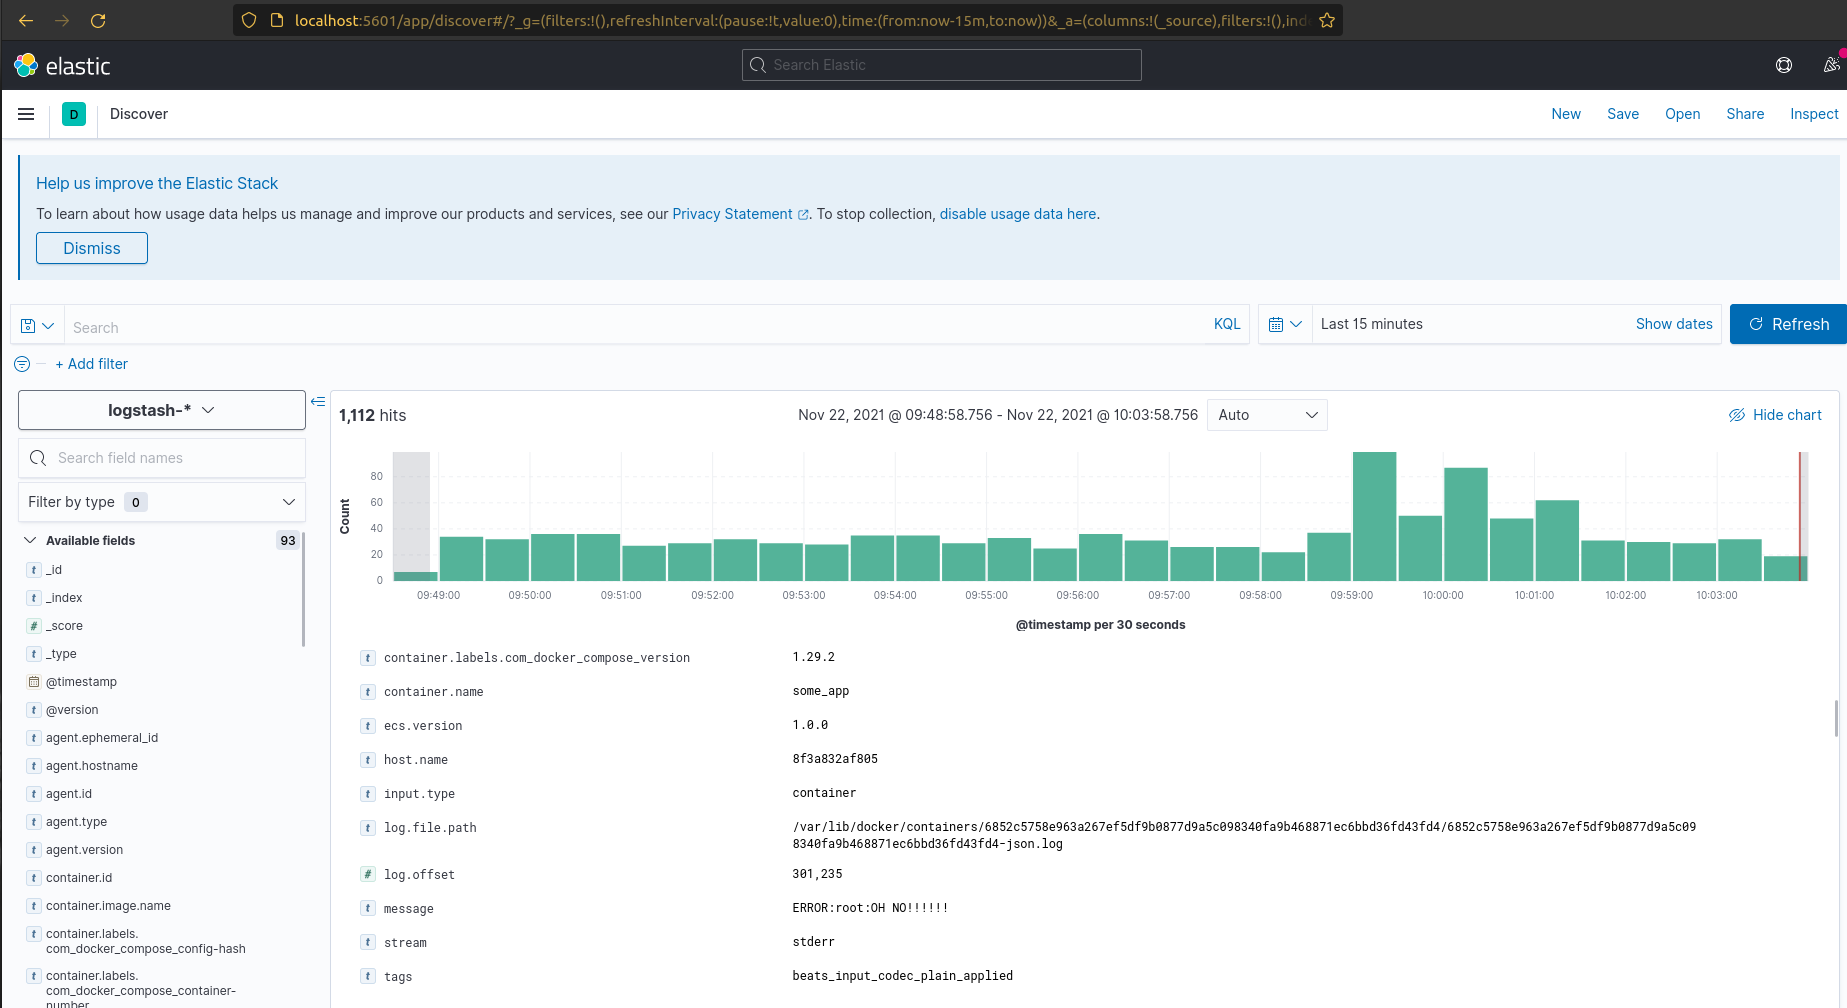 localhost:5601/app/discover#/?_g=(filters:!(),refreshInterval:(pause:!t,value:0),time:(from:now-15m,to:now))&_a=(columns:!(_source),filters:!(),ind
elastic
Search Elastic
D
Discover
New
Save
Open
Share
Inspect
Help us improve the Elastic Stack
To learn about how usage data helps us manage and improve our products and services, see our Privacy Statement. To stop collection, disable usage data here.
Dismiss
Search
KQL
Last 15 minutes
Show dates
Refresh
+ Add filter
logstash-*
1,112 hits
Nov 22, 2021 @ 09:48:58.756 - Nov 22, 2021 @ 10:03:58.756
Auto
Hide chart
Search field names
Filter by type 0
Available fields 93
t _id
t _index
# _score
t _type
@timestamp
t @version
t agent.ephemeral_id
t agent.hostname
t agent.id
t agent.type
t agent.version
t container.id
t container.image.name
t container.labels.
com_docker_compose_config-hash
t container.labels.
com_docker_compose_container-
number
Count
80
60
40
20
0
09:49:00 09:50:00 09:51:00 09:52:00 09:53:00 09:54:00 09:55:00 09:56:00 09:57:00 09:58:00 09:59:00 10:00:00 10:01:00 10:02:00 10:03:00
@timestamp per 30 seconds
t container.labels.com_docker_compose_version 1.29.2
t container.name some_app
t ecs.version 1.0.0
t host.name 8f3a832af805
t input.type container
t log.file.path /var/lib/docker/containers/6852c5758e963a267ef5df9b0877d9a5c098340fa9b468871ec6bbd36fd43fd4/6852c5758e963a267ef5df9b0877d9a5c09
8340fa9b468871ec6bbd36fd43fd4-json.log
# log.offset 301,235
t message ERROR:root:OH NO!!!!!!
t stream stderr
t tags beats_input_codec_plain_applied